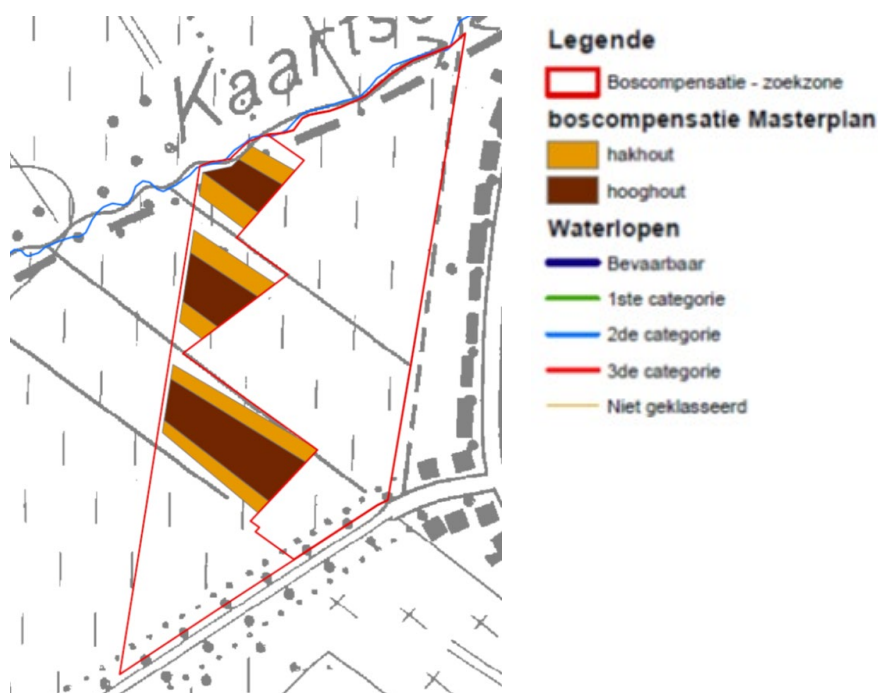 Legende
Boscompensatie - zoekzone
boscompensatie Masterplan
hakhout
hooghout
Waterlopen
Bevaarbaar
1ste categorie
2de categorie
3de categorie
Niet geklasseerd